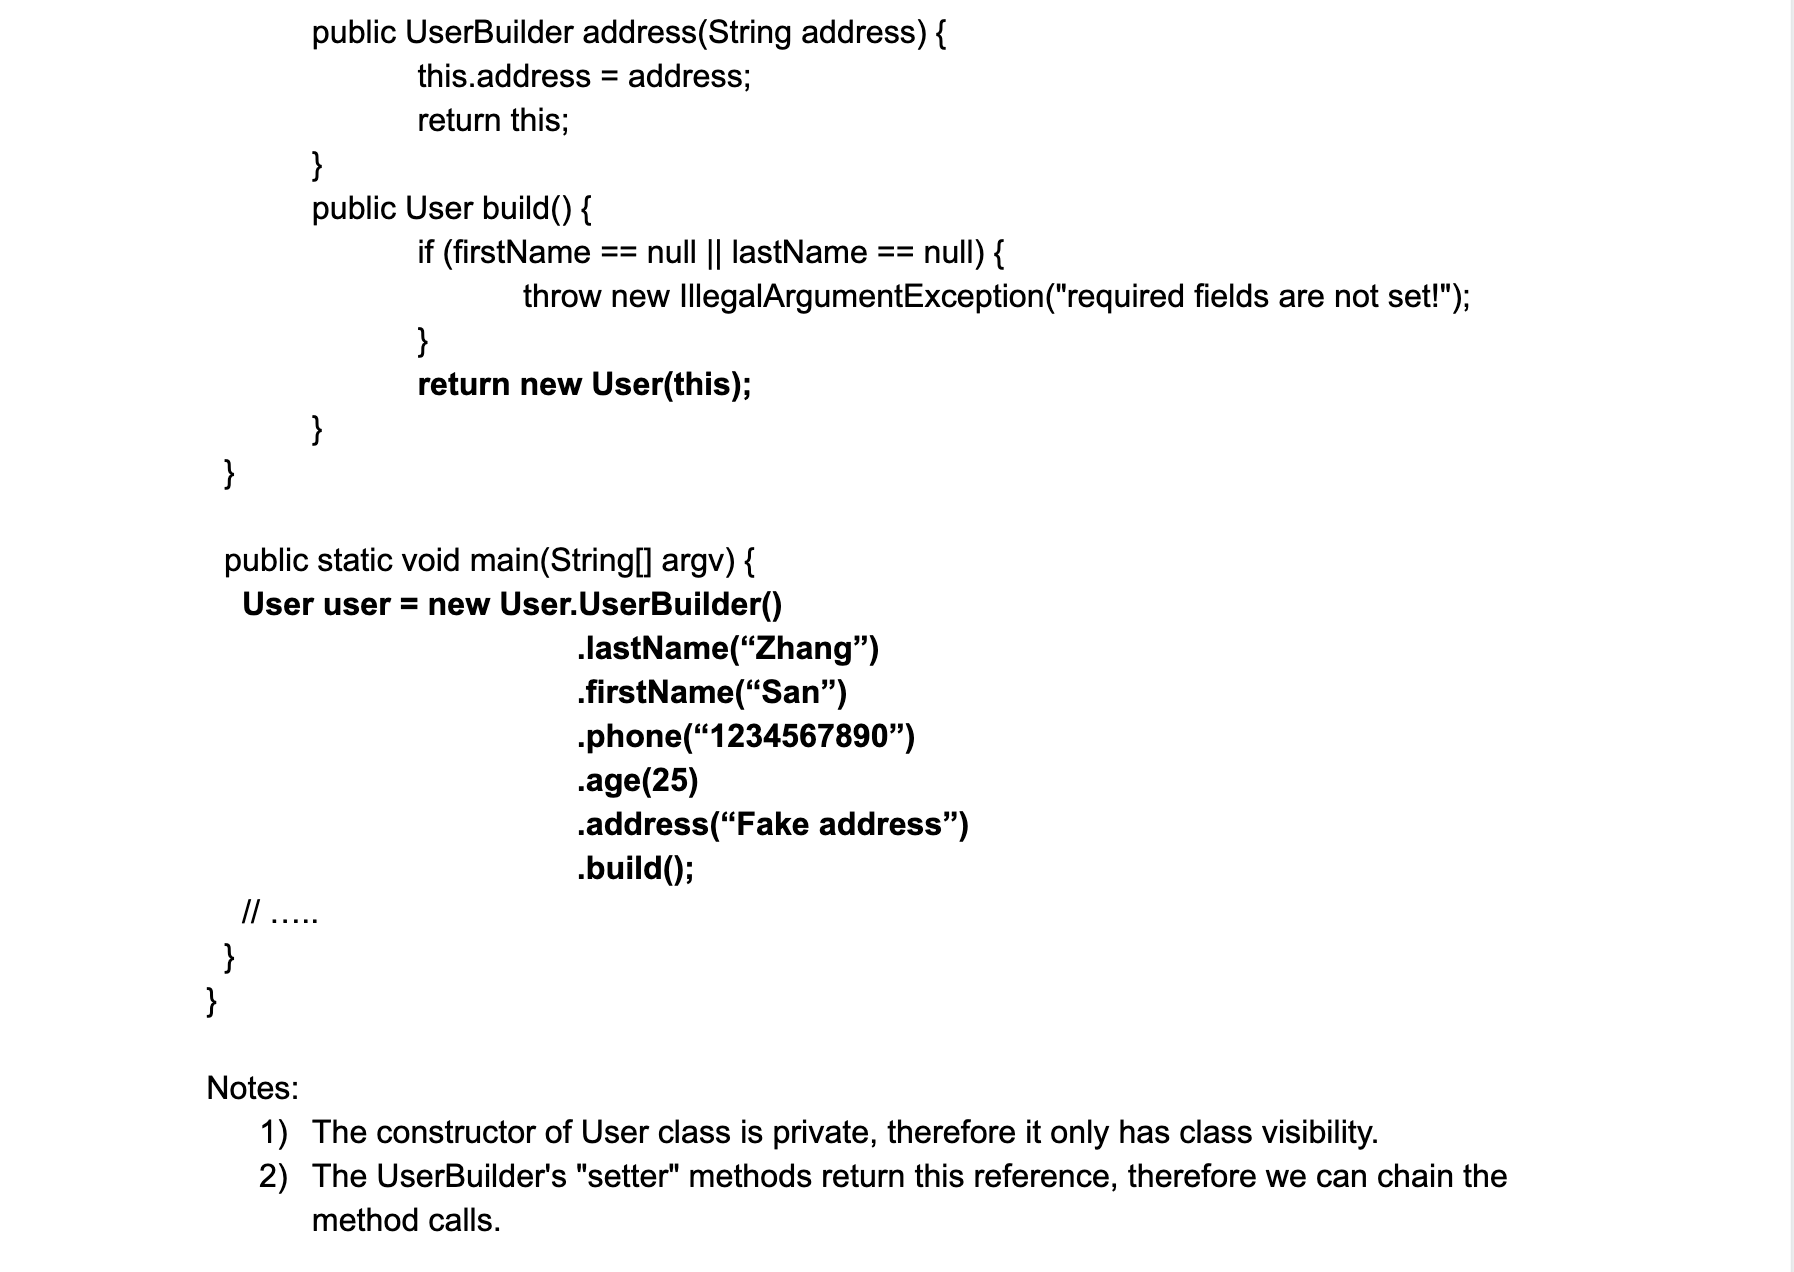 public UserBuilder address(String address) {
this.address = address;
return this;
}
public User build() {
if (firstName == null || lastName == null) {
throw new IllegalArgumentException("required fields are not set!");
}
return new User(this);
}
}
public static void main(String[] argv) {
User user = new User.UserBuilder()
.lastName(“Zhang”)
.firstName(“San”)
.phone(“1234567890”)
.age(25)
.address(“Fake address”)
.build();
// …..
}
}
Notes:
1) The constructor of User class is private, therefore it only has class visibility.
2) The UserBuilder's "setter" methods return this reference, therefore we can chain the
method calls.